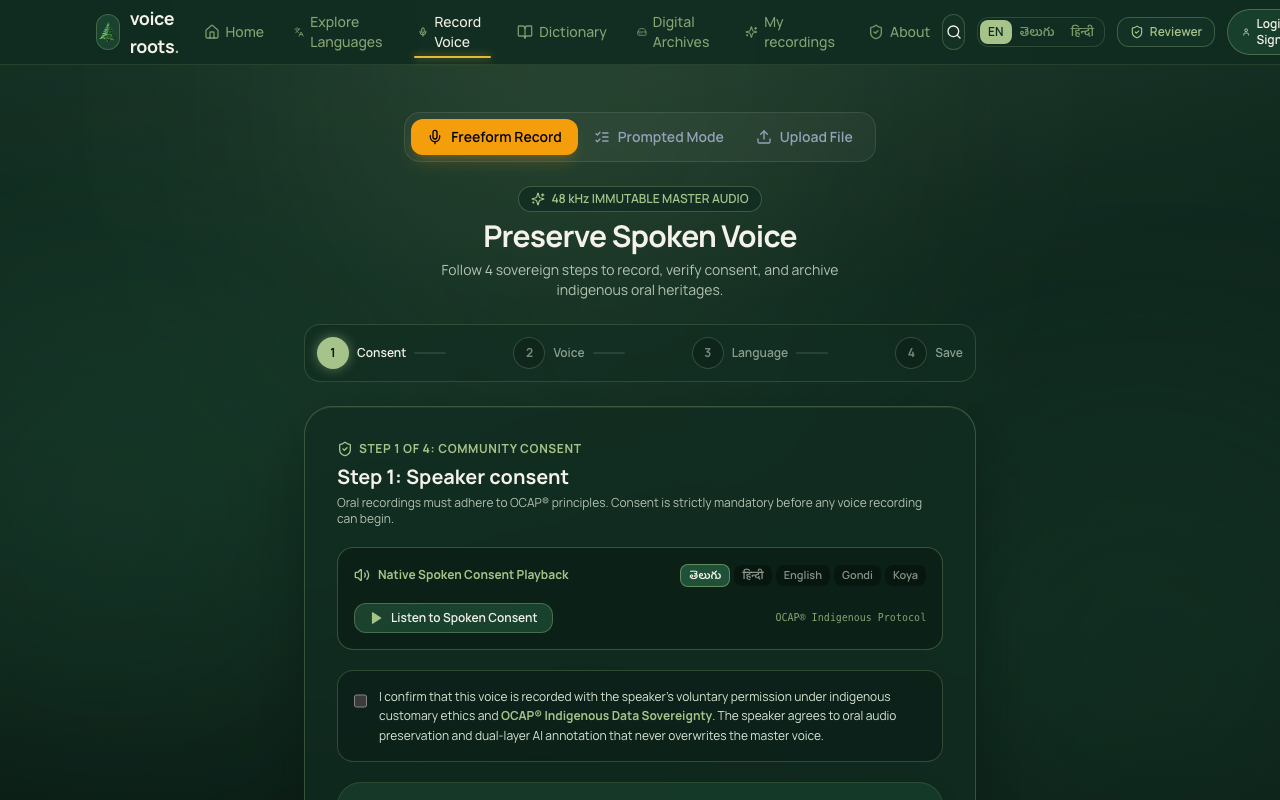 voice roots.
Home
Explore Languages
Record Voice
Dictionary
Digital Archives
My recordings
About
EN
తెలుగు
हिन्दी
Reviewer
Freeform Record
Prompted Mode
Upload File
48 kHz IMMUTABLE MASTER AUDIO
Preserve Spoken Voice
Follow 4 sovereign steps to record, verify consent, and archive
indigenous oral heritages.
1 Consent
2 Voice
3 Language
4 Save
STEP 1 OF 4: COMMUNITY CONSENT
Step 1: Speaker consent
Oral recordings must adhere to OCAP® principles. Consent is strictly mandatory before any voice recording
can begin.
Native Spoken Consent Playback
తెలుగు
हिन्दी
English
Gondi
Koya
Listen to Spoken Consent
OCAP® Indigenous Protocol
I confirm that this voice is recorded with the speaker's voluntary permission under indigenous
customary ethics and OCAP® Indigenous Data Sovereignty. The speaker agrees to oral audio
preservation and dual-layer AI annotation that never overwrites the master voice.